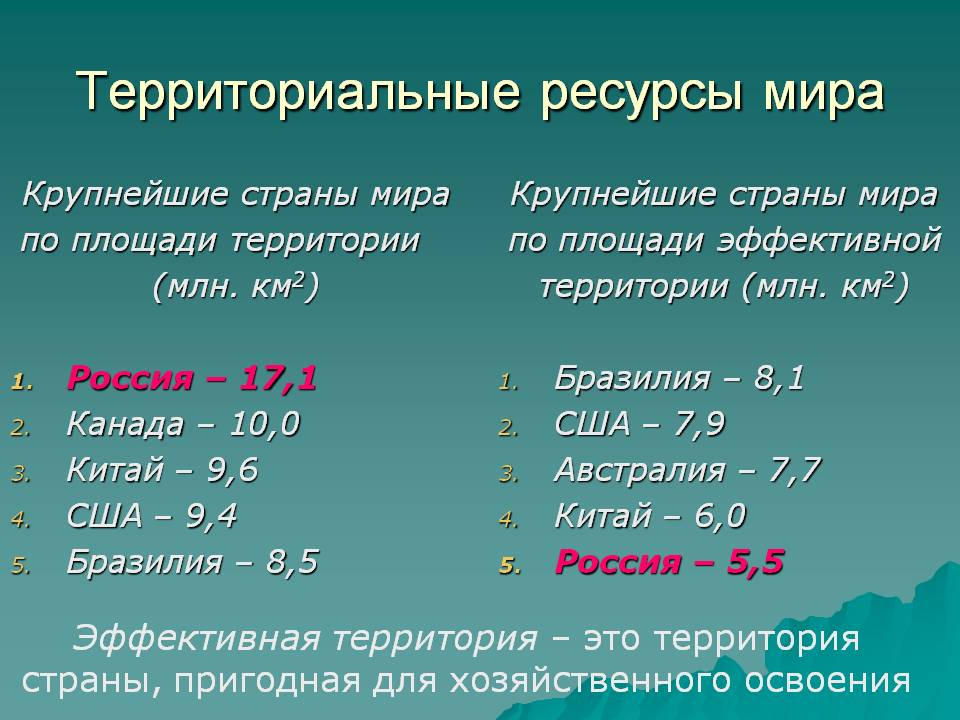 Территориальные ресурсы мира
Крупнейшие страны мира
по площади территории
(млн. км²)
1. Россия – 17,1
2. Канада – 10,0
3. Китай – 9,6
4. США – 9,4
5. Бразилия – 8,5
Крупнейшие страны мира
по площади эффективной
территории (млн. км²)
1. Бразилия – 8,1
2. США – 7,9
3. Австралия – 7,7
4. Китай – 6,0
5. Россия – 5,5
Эффективная территория – это территория
страны, пригодная для хозяйственного освоения